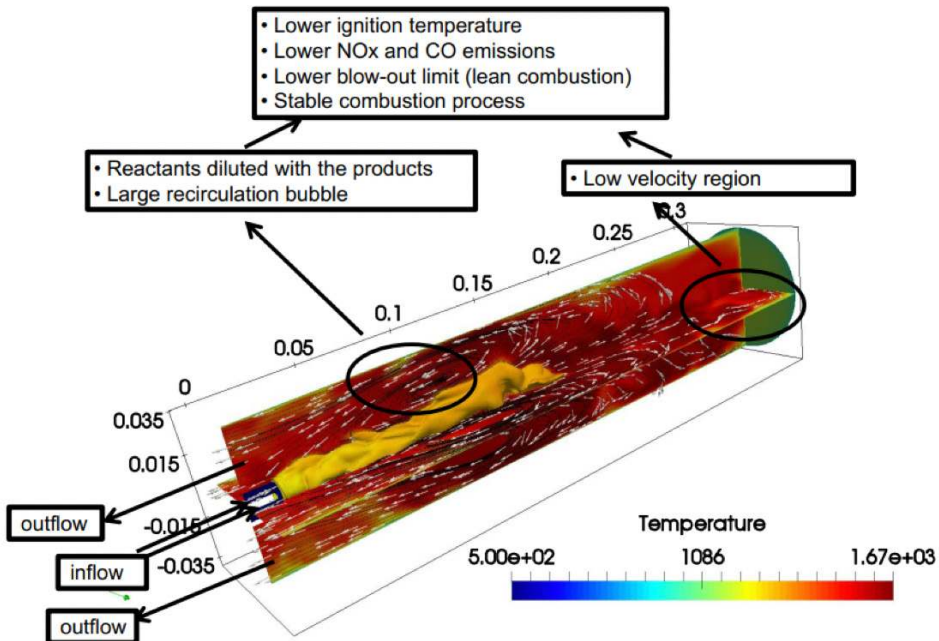 • Lower ignition temperature
• Lower NOx and CO emissions
• Lower blow-out limit (lean combustion)
• Stable combustion process
• Reactants diluted with the products
• Large recirculation bubble
• Low velocity region
0.3
0.25
0.2
0.15
0.1
0.05
0
0.035
0.015
-0.015
-0.035
outflow
inflow
outflow
Temperature
5.00e+02 1086 1.67e+03